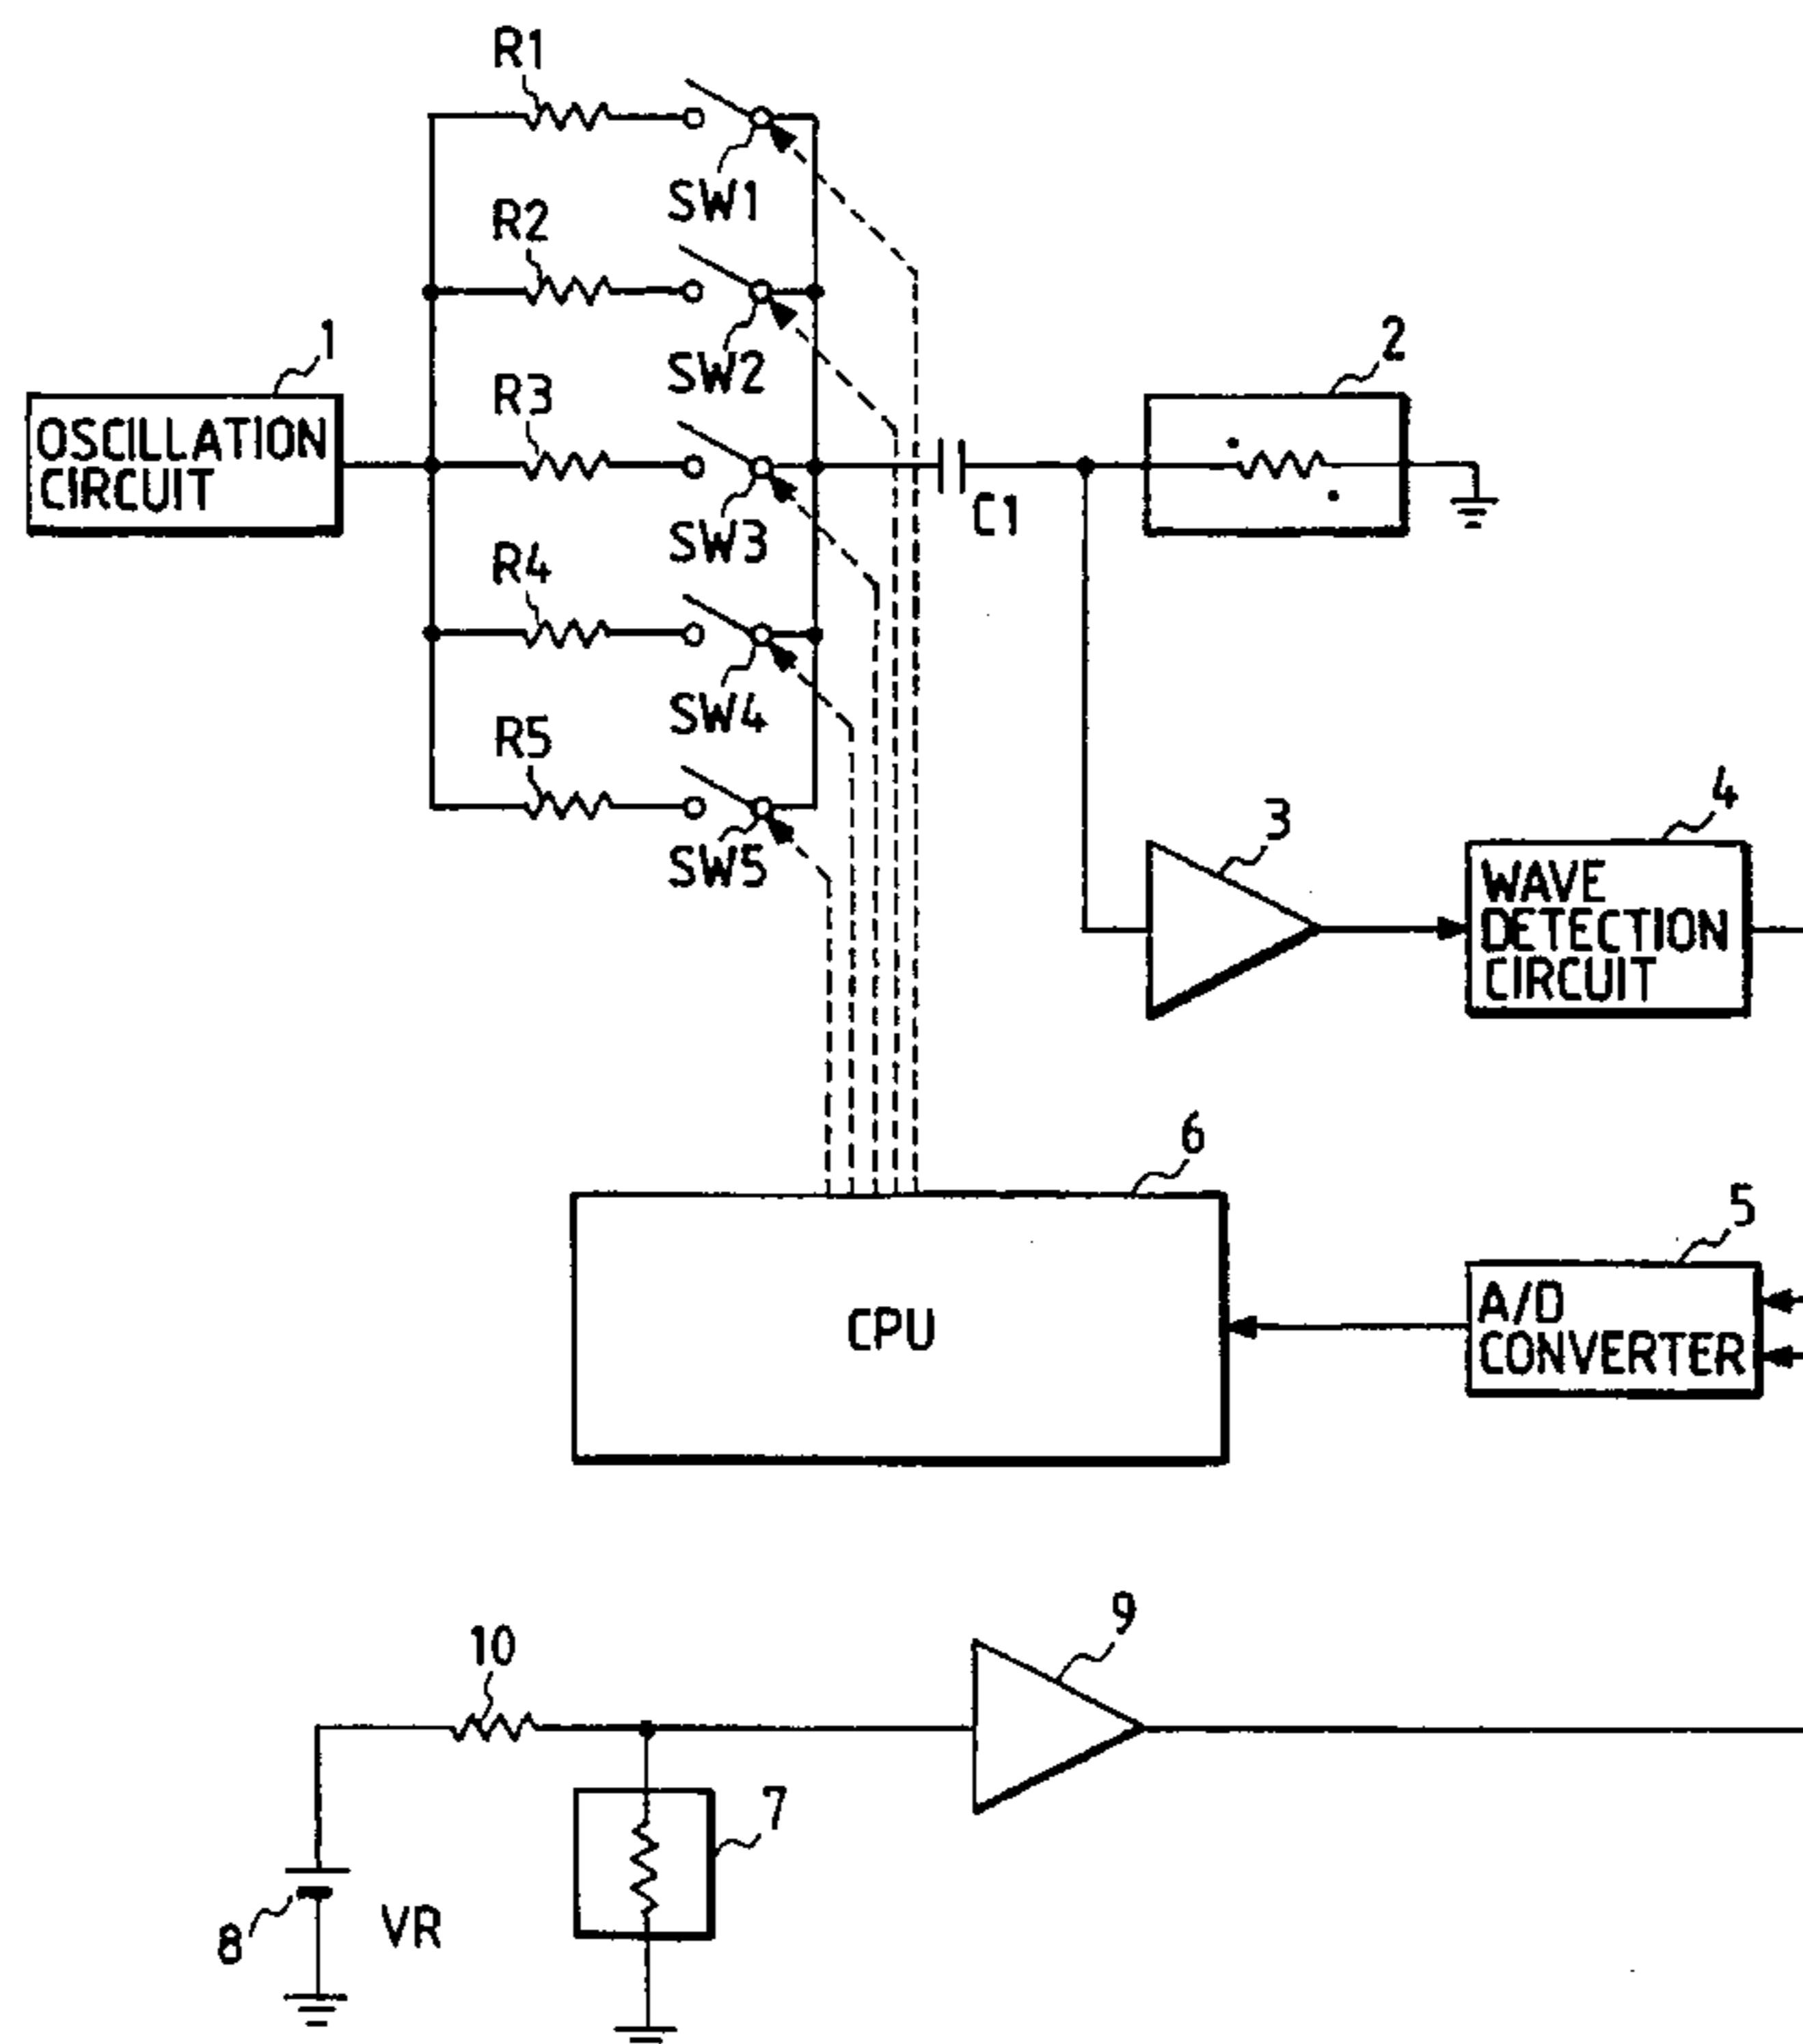 R1
SW1
R2
SW2
1
2
OSCILLATION
CIRCUIT
R3
SW3
C1
R4
SW4
R5
SW5
3
4
WAVE
DETECTION
CIRCUIT
6
5
CPU
A/D
CONVERTER
10
9
7
8
VR